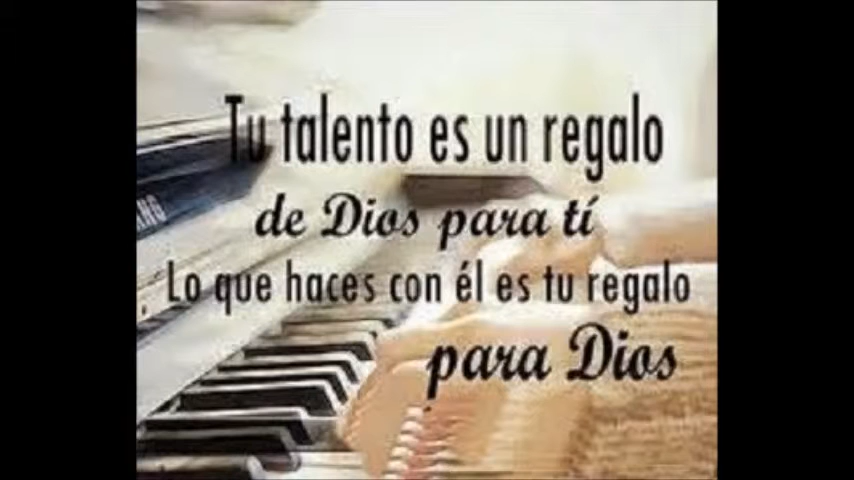 Tu talento es un regalo
de Dios para tí
Lo que haces con él es tu regalo
para Dios